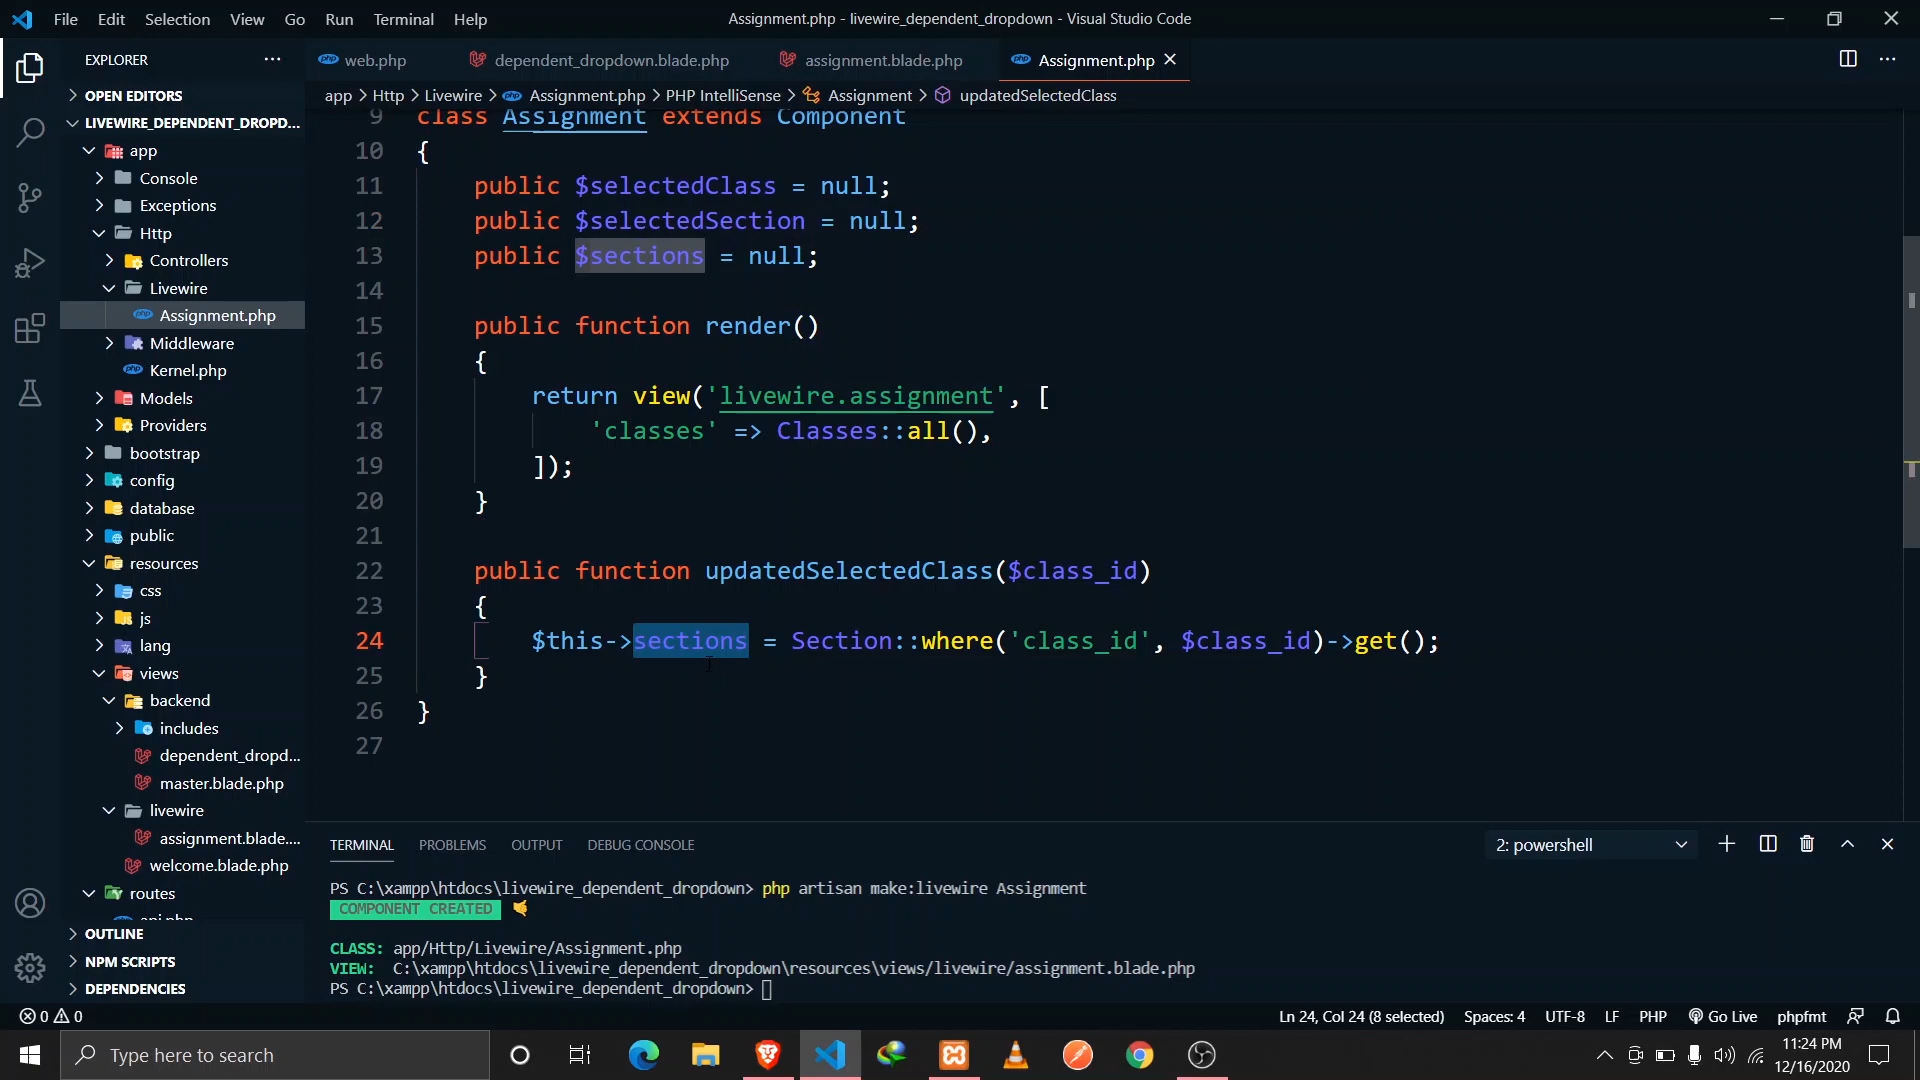 File Edit Selection View Go Run Terminal Help
Assignment.php - livewire_dependent_dropdown - Visual Studio Code
EXPLORER
OPEN EDITORS
LIVEWIRE_DEPENDENT_DROPD...
app
Console
Exceptions
Http
Controllers
Livewire
Assignment.php
Middleware
Kernel.php
Models
Providers
bootstrap
config
database
public
resources
css
js
lang
views
backend
includes
dependent_dropd...
master.blade.php
livewire
assignment.blade....
welcome.blade.php
routes
api.php
OUTLINE
NPM SCRIPTS
DEPENDENCIES
web.php dependent_dropdown.blade.php assignment.blade.php Assignment.php
app > Http > Livewire > Assignment.php > PHP IntelliSense > Assignment > updatedSelectedClass
9 class Assignment extends Component
10 {
11 public $selectedClass = null;
12 public $selectedSection = null;
13 public $sections = null;
14
15 public function render()
16 {
17 return view('livewire.assignment', [
18 'classes' => Classes::all(),
19 ]);
20 }
21
22 public function updatedSelectedClass($class_id)
23 {
24 $this->sections = Section::where('class_id', $class_id)->get();
25 }
26 }
27
TERMINAL PROBLEMS OUTPUT DEBUG CONSOLE 2: powershell
PS C:\xampp\htdocs\livewire_dependent_dropdown> php artisan make:livewire Assignment
COMPONENT CREATED
CLASS: app/Http/Livewire/Assignment.php
VIEW: C:\xampp\htdocs\livewire_dependent_dropdown\resources\views/livewire/assignment.blade.php
PS C:\xampp\htdocs\livewire_dependent_dropdown>
0 0 Ln 24, Col 24 (8 selected) Spaces: 4 UTF-8 LF PHP Go Live phpfmt
Type here to search
11:24 PM
12/16/2020